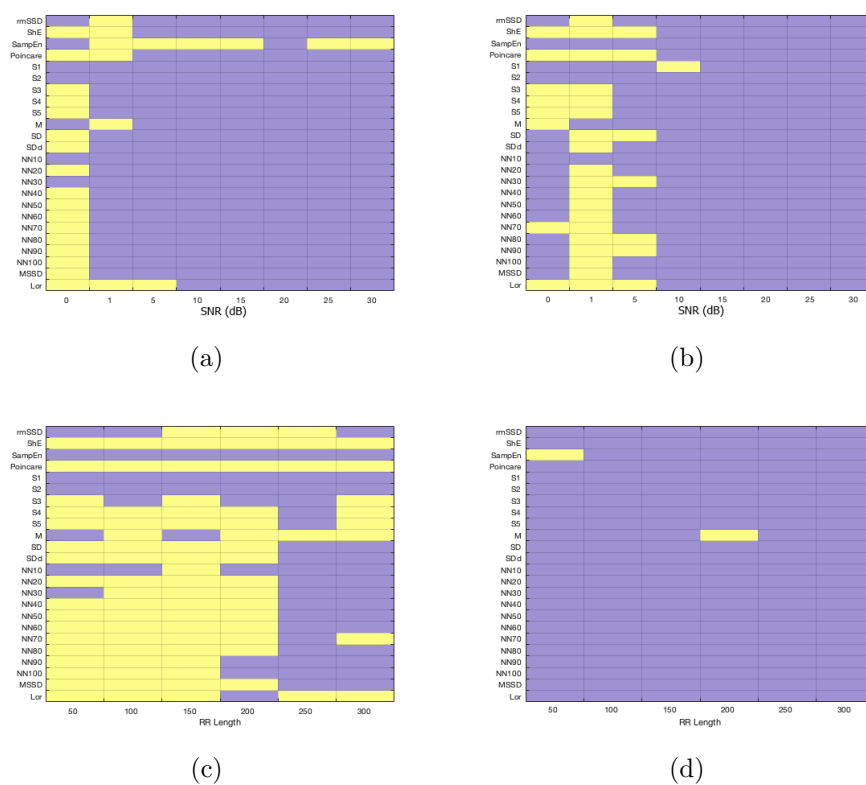 rmSSD
ShE
SampEn
Poincare
S1
S2
S3
S4
S5
M
SD
SDd
NN10
NN20
NN30
NN40
NN50
NN60
NN70
NN80
NN90
NN100
MSSD
Lor
0 1 5 10 15 20 25 30
SNR (dB)
(a)
rmSSD
ShE
SampEn
Poincare
S1
S2
S3
S4
S5
M
SD
SDd
NN10
NN20
NN30
NN40
NN50
NN60
NN70
NN80
NN90
NN100
MSSD
Lor
0 1 5 10 15 20 25 30
SNR (dB)
(b)
rmSSD
ShE
SampEn
Poincare
S1
S2
S3
S4
S5
M
SD
SDd
NN10
NN20
NN30
NN40
NN50
NN60
NN70
NN80
NN90
NN100
MSSD
Lor
50 100 150 200 250 300
RR Length
(c)
rmSSD
ShE
SampEn
Poincare
S1
S2
S3
S4
S5
M
SD
SDd
NN10
NN20
NN30
NN40
NN50
NN60
NN70
NN80
NN90
NN100
MSSD
Lor
50 100 150 200 250 300
RR Length
(d)